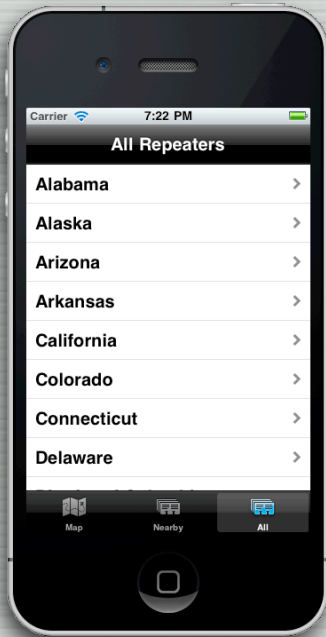 Carrier 7:22 PM
All Repeaters
Alabama
Alaska
Arizona
Arkansas
California
Colorado
Connecticut
Delaware
Map Nearby All